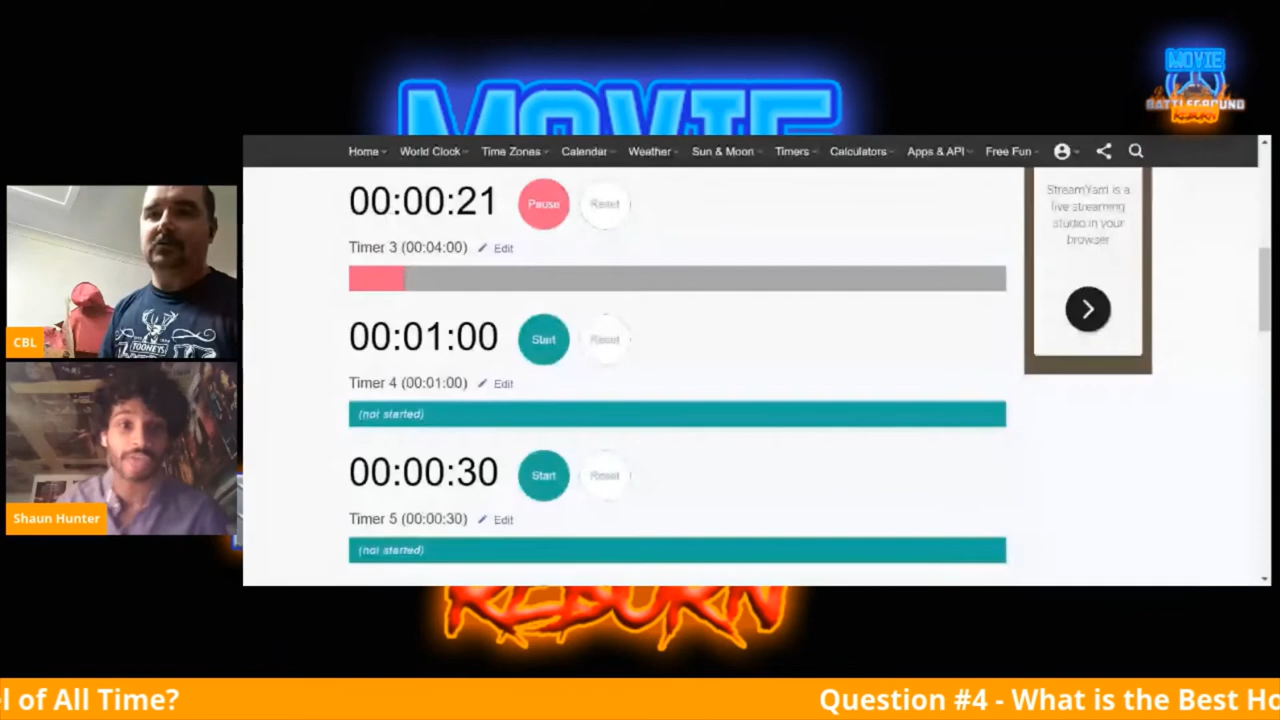 MOVIE
MOVIE
BATTLEGROUND
REBORN
Home World Clock Time Zones Calendar Weather Sun & Moon Timers Calculators Apps & API Free Fun
00:00:21 Pause Reset
Timer 3 (00:04:00) Edit
StreamYard is a
live streaming
studio in your
browser
00:01:00 Start Reset
Timer 4 (00:01:00) Edit
(not started)
00:00:30 Start Reset
Timer 5 (00:00:30) Edit
(not started)
TOONEYS
CBL
Shaun Hunter
REBORN
l of All Time? Question #4 - What is the Best Ho